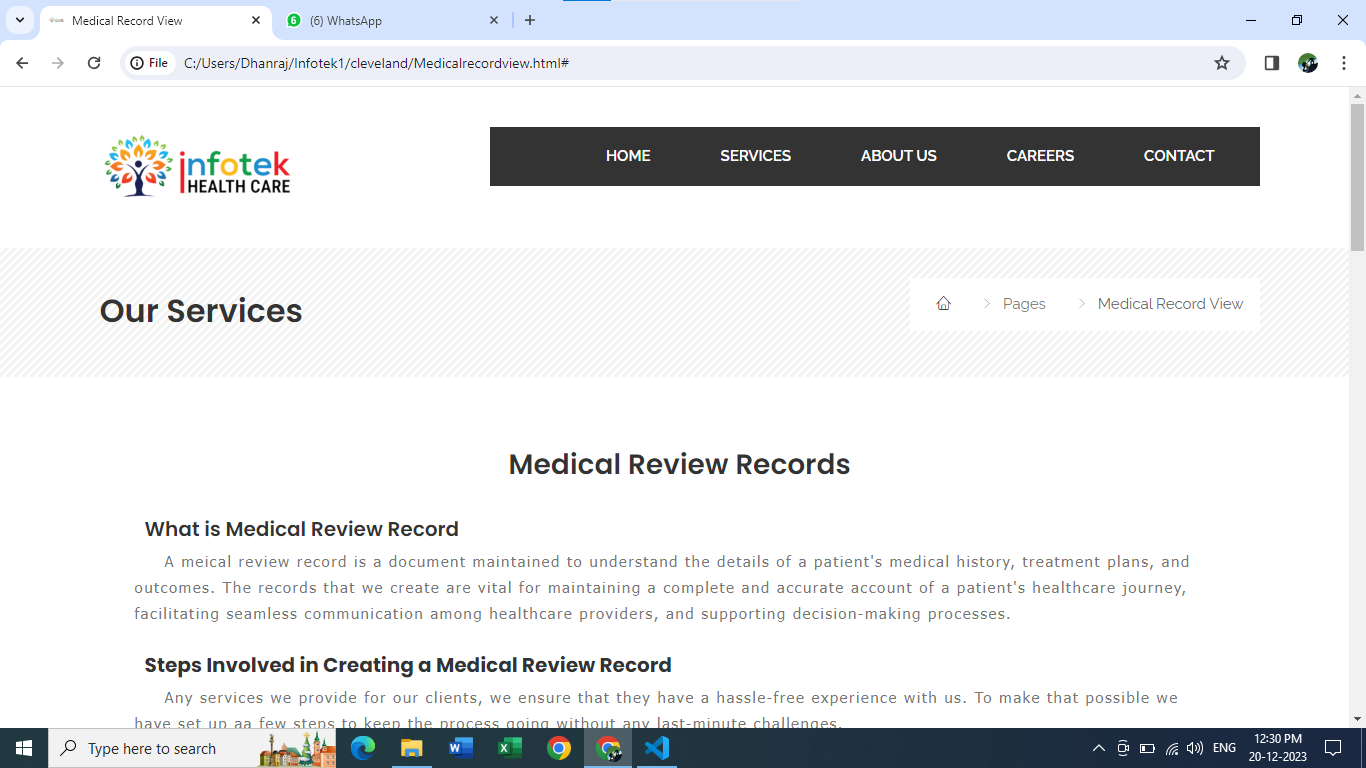 Medical Record View
(6) WhatsApp
File
C:/Users/Dhanraj/Infotek1/cleveland/Medicalrecordview.html#
infotek
HEALTH CARE
HOME SERVICES ABOUT US CAREERS CONTACT
Our Services
Pages Medical Record View
Medical Review Records
What is Medical Review Record
A meical review record is a document maintained to understand the details of a patient's medical history, treatment plans, and
outcomes. The records that we create are vital for maintaining a complete and accurate account of a patient's healthcare journey,
facilitating seamless communication among healthcare providers, and supporting decision-making processes.
Steps Involved in Creating a Medical Review Record
Any services we provide for our clients, we ensure that they have a hassle-free experience with us. To make that possible we
have set up aa few steps to keep the process going without any last-minute challenges.
Type here to search
ENG
12:30 PM
20-12-2023